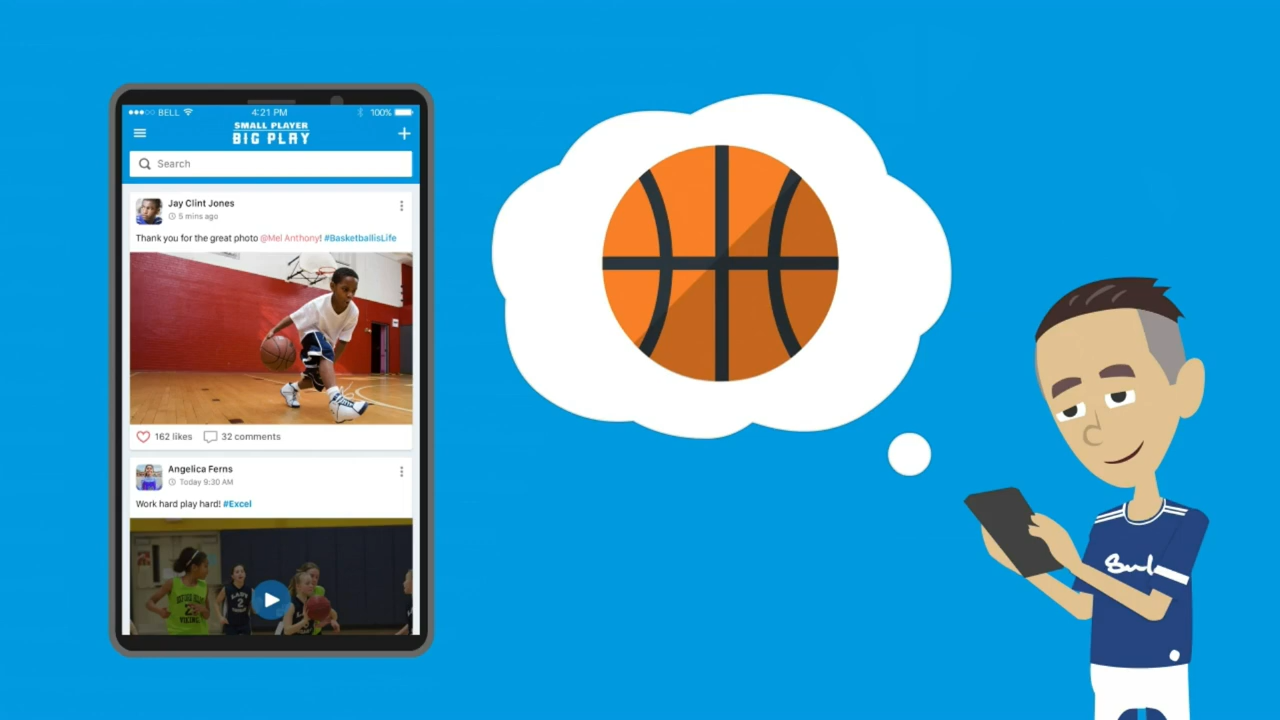 BELL 4:21 PM 100%
SMALL PLAYER
BIG PLAY
Search
Jay Clint Jones
5 mins ago
Thank you for the great photo @Mel Anthony! #BasketballisLife
162 likes 32 comments
Angelica Ferns
Today 9:30 AM
Work hard play hard! #Excel